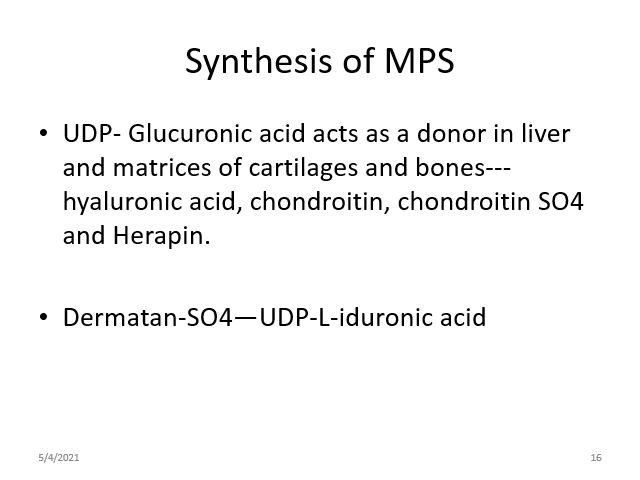 Synthesis of MPS
• UDP- Glucuronic acid acts as a donor in liver
and matrices of cartilages and bones---
hyaluronic acid, chondroitin, chondroitin SO4
and Herapin.
• Dermatan-SO4—UDP-L-iduronic acid
5/4/2021
16